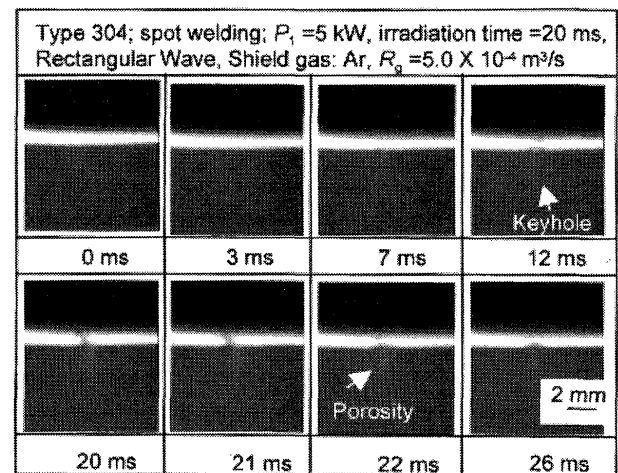 Type 304; spot welding; P₁ =5 kW, irradiation time =20 ms,
Rectangular Wave, Shield gas: Ar, R₉ =5.0 X 10⁻⁴ m³/s
Keyhole
0 ms 3 ms 7 ms 12 ms
Porosity
2 mm
20 ms 21 ms 22 ms 26 ms